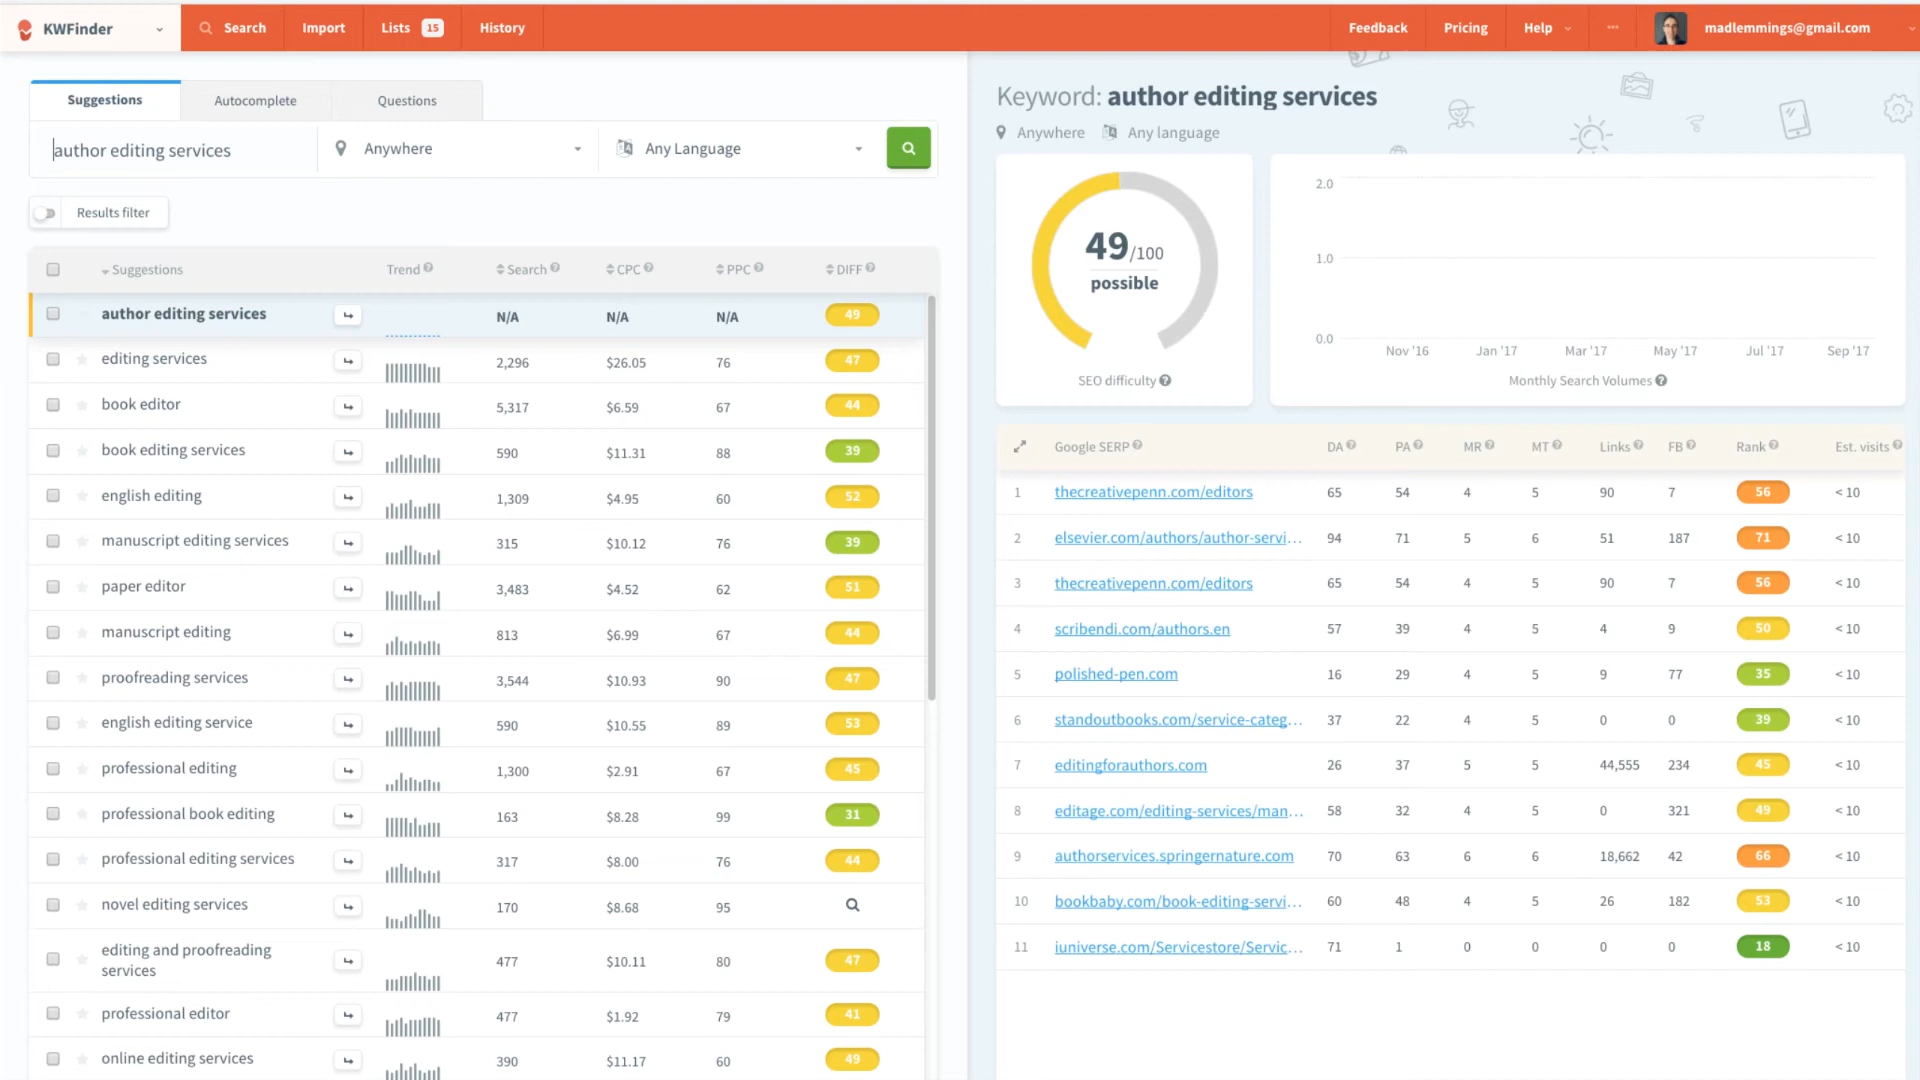 KWFinder Search Import Lists 15 History Feedback Pricing Help madlemmings@gmail.com
Suggestions Autocomplete Questions
author editing services Anywhere Any Language
Results filter
Suggestions Trend Search CPC PPC DIFF
author editing services N/A N/A N/A 49
editing services 2,296 $26.05 76 47
book editor 5,317 $6.59 67 44
book editing services 590 $11.31 88 39
english editing 1,309 $4.95 60 52
manuscript editing services 315 $10.12 76 39
paper editor 3,483 $4.52 62 51
manuscript editing 813 $6.99 67 44
proofreading services 3,544 $10.93 90 47
english editing service 590 $10.55 89 53
professional editing 1,300 $2.91 67 45
professional book editing 163 $8.28 99 31
professional editing services 317 $8.00 76 44
novel editing services 170 $8.68 95
editing and proofreading
services 477 $10.11 80 47
professional editor 477 $1.92 79 41
online editing services 390 $11.17 60 49
Keyword: author editing services
Anywhere Any language
49/100
possible
SEO difficulty
2.0
1.0
0.0
Nov '16 Jan '17 Mar '17 May '17 Jul '17 Sep '17
Monthly Search Volumes
Google SERP DA PA MR MT Links FB Rank Est. visits
1 thecreativepenn.com/editors 65 54 4 5 90 7 56 < 10
2 elsevier.com/authors/author-servi... 94 71 5 6 51 187 71 < 10
3 thecreativepenn.com/editors 65 54 4 5 90 7 56 < 10
4 scribendi.com/authors.en 57 39 4 5 4 9 50 < 10
5 polished-pen.com 16 29 4 5 9 77 35 < 10
6 standoutbooks.com/service-categ... 37 22 4 5 0 0 39 < 10
7 editingforauthors.com 26 37 5 5 44,555 234 45 < 10
8 editage.com/editing-services/man... 58 32 4 5 0 321 49 < 10
9 authorservices.springernature.com 70 63 6 6 18,662 42 66 < 10
10 bookbaby.com/book-editing-servi... 60 48 4 5 26 182 53 < 10
11 iuniverse.com/Servicestore/Servic... 71 1 0 0 0 0 18 < 10